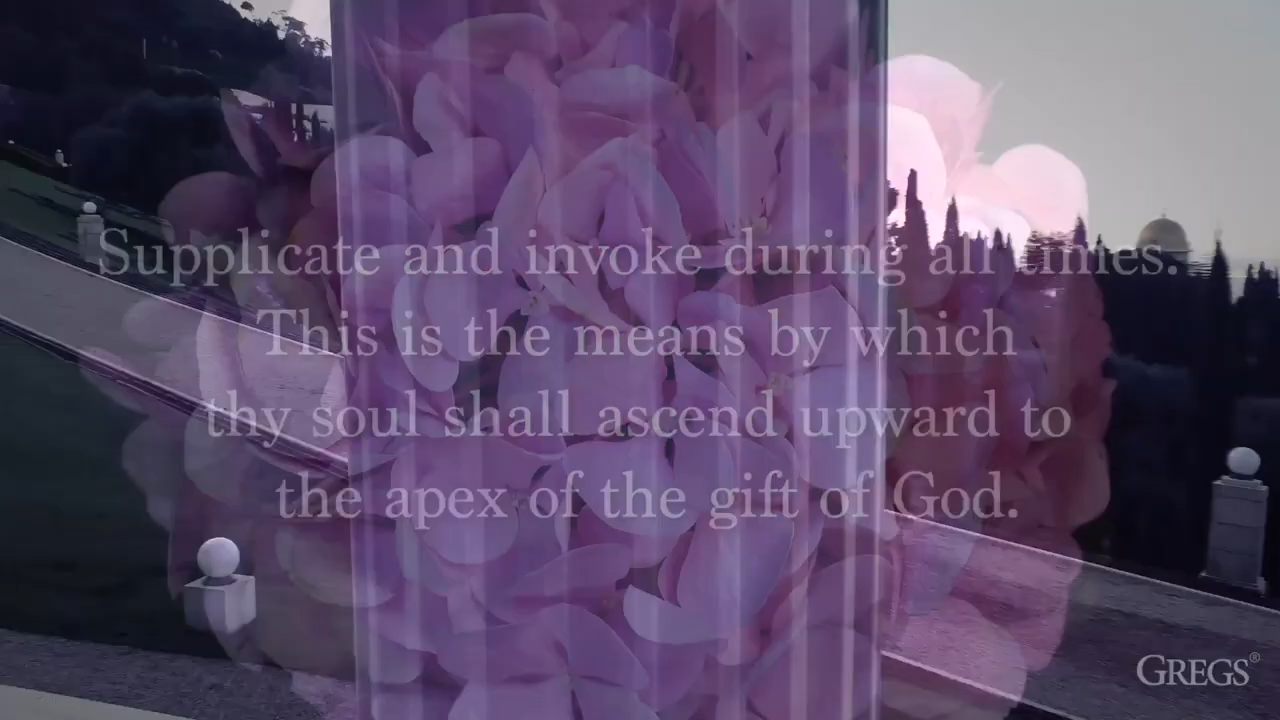 Supplicate and invoke during all times.
This is the means by which
thy soul shall ascend upward to
the apex of the gift of God.
GREGS®